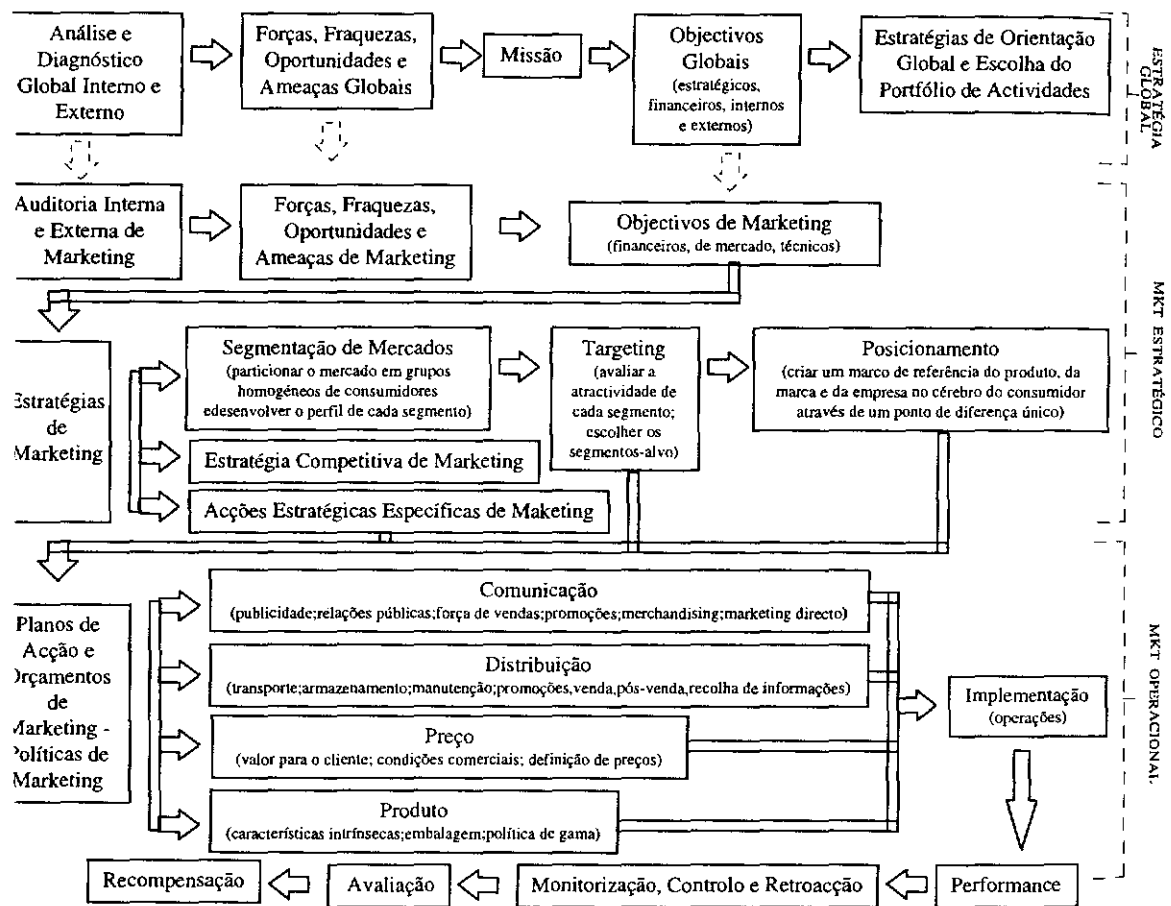 Análise e
Diagnóstico
Global Interno e
Externo
Forças, Fraquezas,
Oportunidades e
Ameaças Globais
Missão
Objectivos
Globais
(estratégicos,
financeiros, internos
e externos)
Estratégias de Orientação
Global e Escolha do
Portfólio de Actividades
ESTRATÉGIA
GLOBAL
Auditoria Interna
e Externa de
Marketing
Forças, Fraquezas,
Oportunidades e
Ameaças de Marketing
Objectivos de Marketing
(financeiros, de mercado, técnicos)
MKT ESTRATÉGICO
Estratégias
de
Marketing
Segmentação de Mercados
(particionar o mercado em grupos
homogéneos de consumidores
edesenvolver o perfil de cada segmento)
Targeting
(avaliar a
atractividade de
cada segmento;
escolher os
segmentos-alvo)
Posicionamento
(criar um marco de referência do produto, da
marca e da empresa no cérebro do consumidor
através de um ponto de diferença único)
Estratégia Competitiva de Marketing
Acções Estratégicas Específicas de Maketing
Planos de
Acção e
Orçamentos
de
Marketing -
Políticas de
Marketing
Comunicação
(publicidade;relações públicas;força de vendas;promoções;merchandising;marketing directo)
Distribuição
(transporte;armazenamento;manutenção;promoções,venda,pós-venda,recolha de informações)
Preço
(valor para o cliente; condições comerciais; definição de preços)
Produto
(características intrínsecas;embalagem;política de gama)
Implementação
(operações)
MKT OPERACIONAL
Recompensação
Avaliação
Monitorização, Controlo e Retroacção
Performance